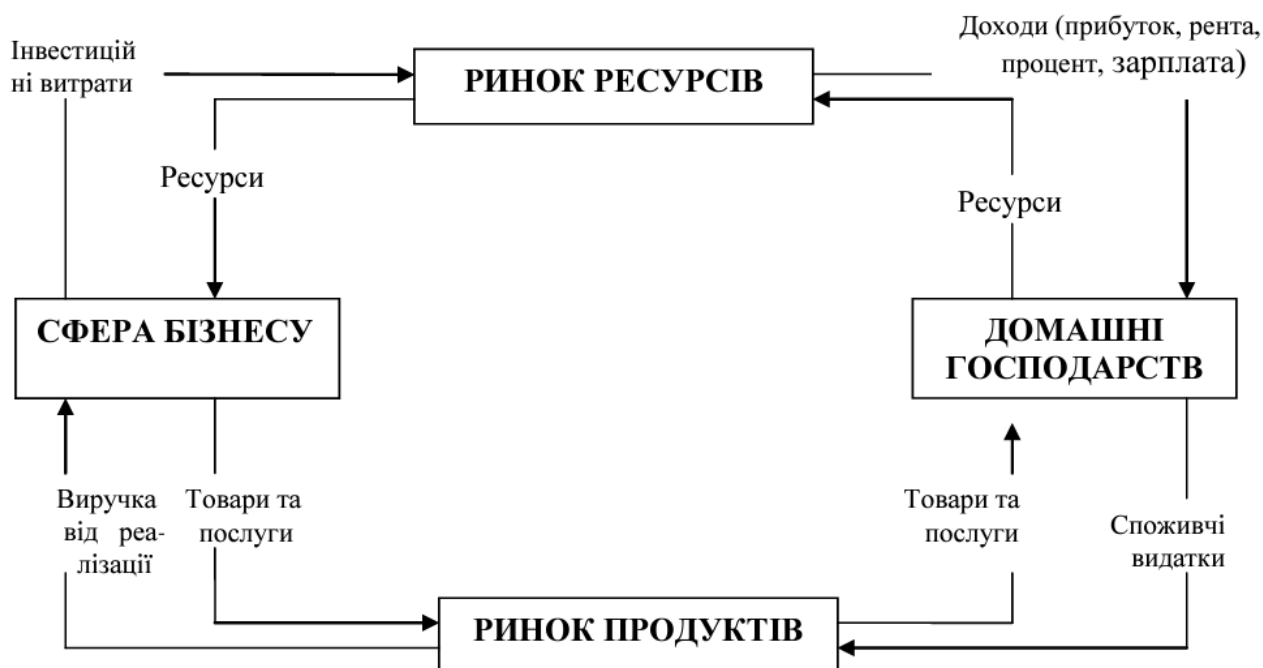 Інвестицій
ні витрати
РИНОК РЕСУРСІВ
Доходи (прибуток, рента,
процент, зарплата)
Ресурси
Ресурси
СФЕРА БІЗНЕСУ
ДОМАШНІ
ГОСПОДАРСТВ
Виручка
від реа-
лізації
Товари та
послуги
Товари та
послуги
Споживчі
видатки
РИНОК ПРОДУКТІВ